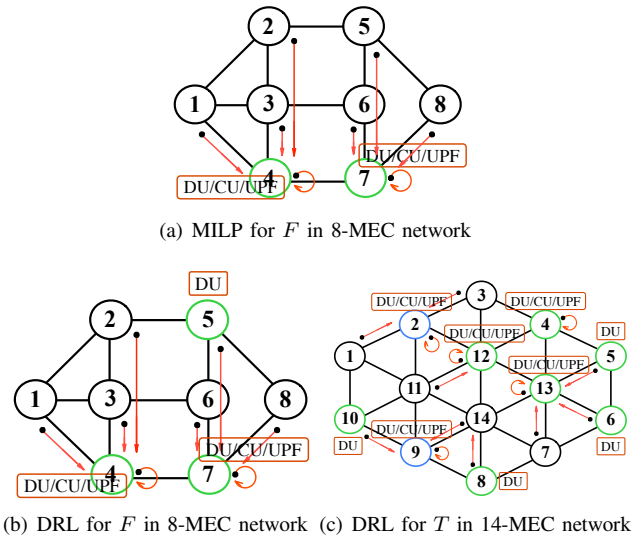 2 5
1 3 6 8
DU/CU/UPF
DU/CU/UPF 4 7
(a) MILP for F in 8-MEC network
DU
2 5
1 3 6 8
DU/CU/UPF
DU/CU/UPF 4 7
(b) DRL for F in 8-MEC network
3
DU/CU/UPF DU/CU/UPF
2 4
DU/CU/UPF DU
1 12 5
DU/CU/UPF
11 13
10 14 6
DU DU/CU/UPF DU
9 7
8 DU
(c) DRL for T in 14-MEC network